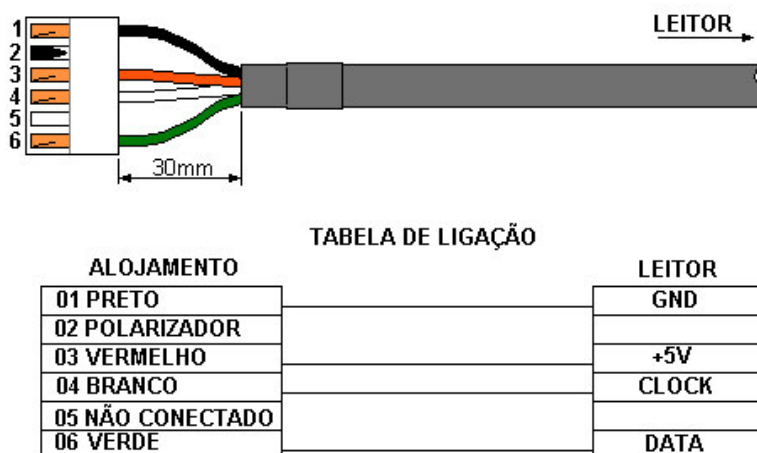 1
2
3
4
5
6
LEITOR
30mm
TABELA DE LIGAÇÃO
ALOJAMENTO LEITOR
01 PRETO GND
02 POLARIZADOR
03 VERMELHO +5V
04 BRANCO CLOCK
05 NÃO CONECTADO
06 VERDE DATA